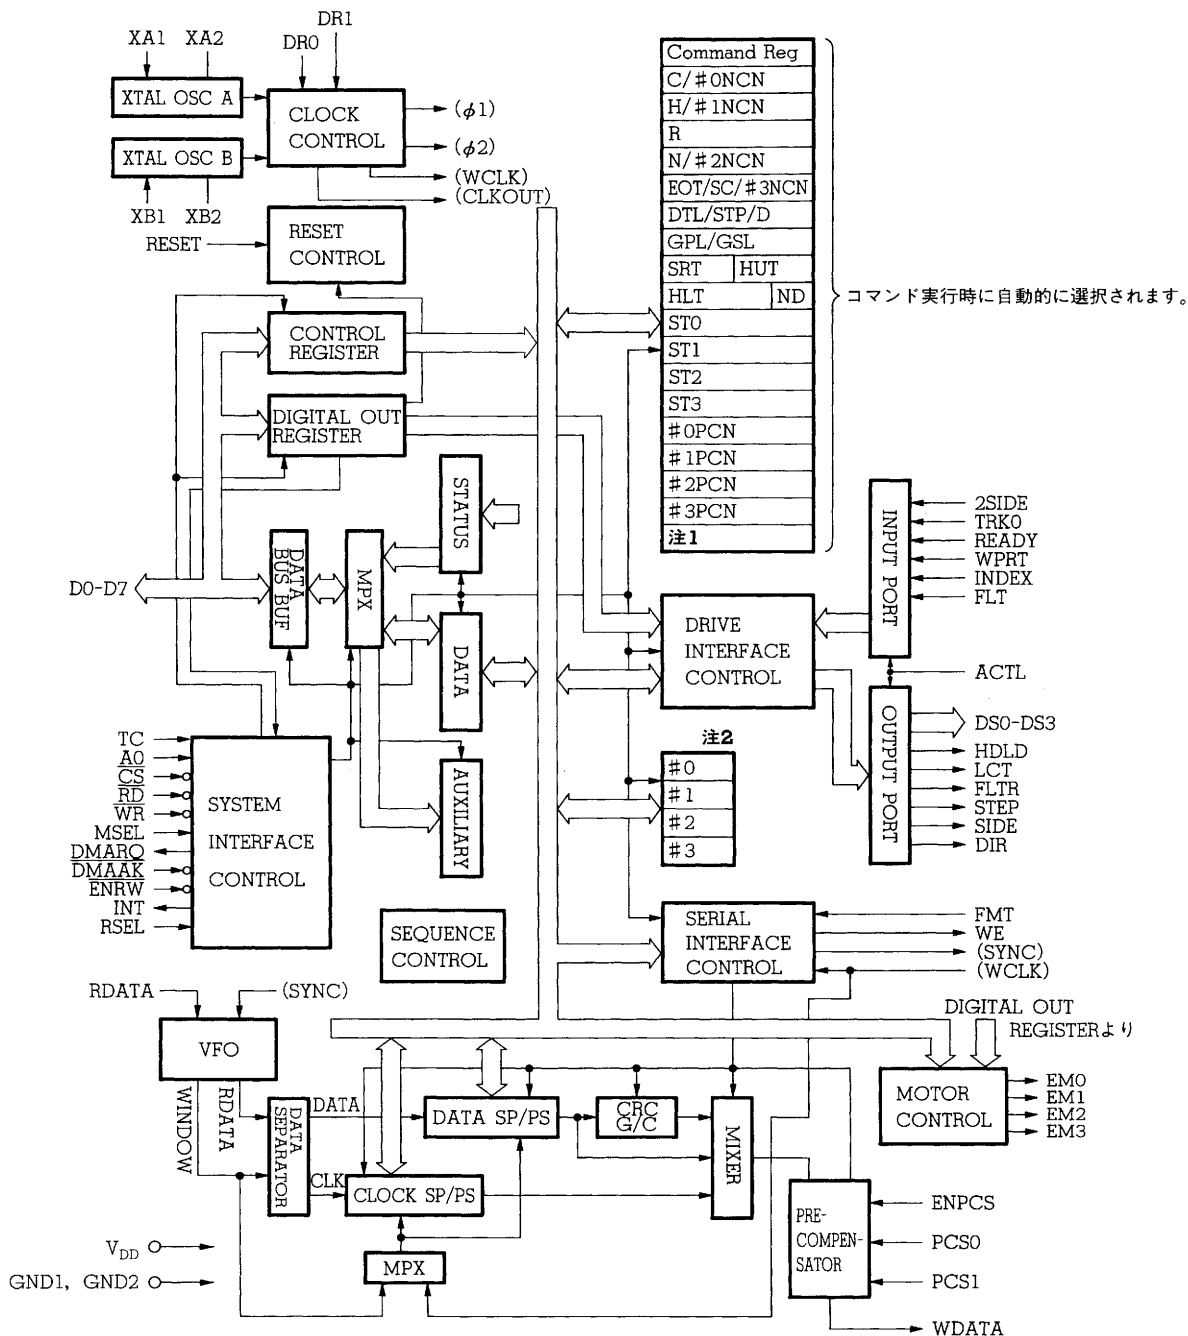 XA1 XA2
DR1
DR0
XTAL OSC A
CLOCK
CONTROL
(φ1)
(φ2)
(WCLK)
(CLKOUT)
XTAL OSC B
XB1 XB2
RESET
RESET
CONTROL
CONTROL
REGISTER
DIGITAL OUT
REGISTER
Command Reg
C/#0NCN
H/#1NCN
R
N/#2NCN
EOT/SC/#3NCN
DTL/STP/D
GPL/GSL
SRT HUT
HLT ND
ST0
ST1
ST2
ST3
#0PCN
#1PCN
#2PCN
#3PCN
注1
コマンド実行時に自動的に選択されます。
STATUS
DATA
BUS BUF
MPX
D0-D7
DATA
AUXILIARY
DRIVE
INTERFACE
CONTROL
INPUT PORT
2SIDE
TRK0
READY
WPRT
INDEX
FLT
ACTL
OUTPUT PORT
DS0-DS3
HDLD
LCT
FLTR
STEP
SIDE
DIR
注2
#0
#1
#2
#3
TC
A0
CS
RD
WR
MSEL
DMARQ
DMAAK
ENRW
INT
RSEL
SYSTEM
INTERFACE
CONTROL
SEQUENCE
CONTROL
SERIAL
INTERFACE
CONTROL
FMT
WE
(SYNC)
(WCLK)
RDATA (SYNC)
VFO
WINDOW
RDATA
DATA
SEPARATOR
DATA
CLK
DATA SP/PS
CLOCK SP/PS
CRC
G/C
MIXER
MPX
DIGITAL OUT
REGISTERより
MOTOR
CONTROL
EM0
EM1
EM2
EM3
PRE-
COMPEN-
SATOR
ENPCS
PCS0
PCS1
WDATA
VDD
GND1, GND2